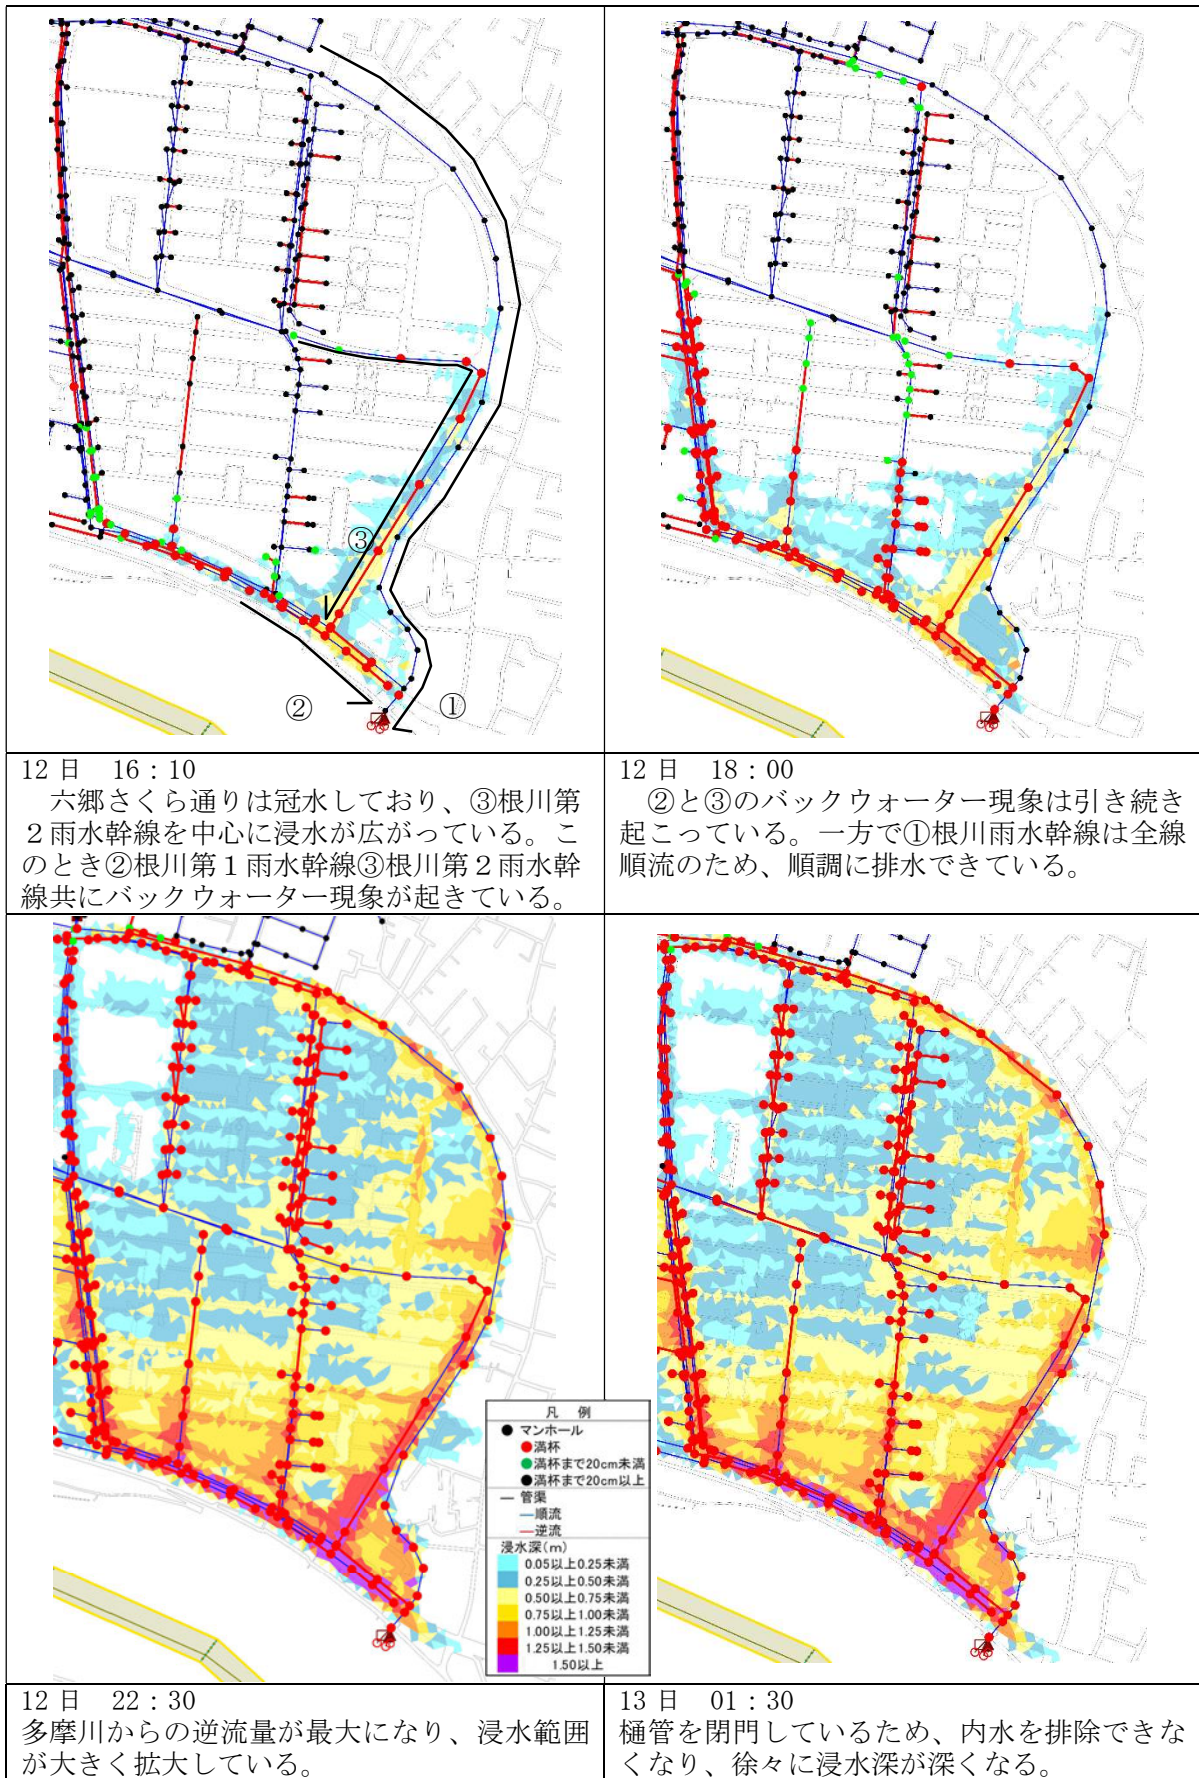 ③
②
①
12日 16：10
六郷さくら通りは冠水しており、③根川第
２雨水幹線を中心に浸水が広がっている。こ
のとき②根川第１雨水幹線③根川第２雨水幹
線共にバックウォーター現象が起きている。
12日 18：00
②と③のバックウォーター現象は引き続き
起こっている。一方で①根川雨水幹線は全線
順流のため、順調に排水できている。
凡 例
マンホール
満杯
満杯まで20cm未満
満杯まで20cm以上
管渠
順流
逆流
浸水深(m)
0.05以上0.25未満
0.25以上0.50未満
0.50以上0.75未満
0.75以上1.00未満
1.00以上1.25未満
1.25以上1.50未満
1.50以上
12日 22：30
多摩川からの逆流量が最大になり、浸水範囲
が大きく拡大している。
13日 01：30
樋管を閉門しているため、内水を排除できな
くなり、徐々に浸水深が深くなる。